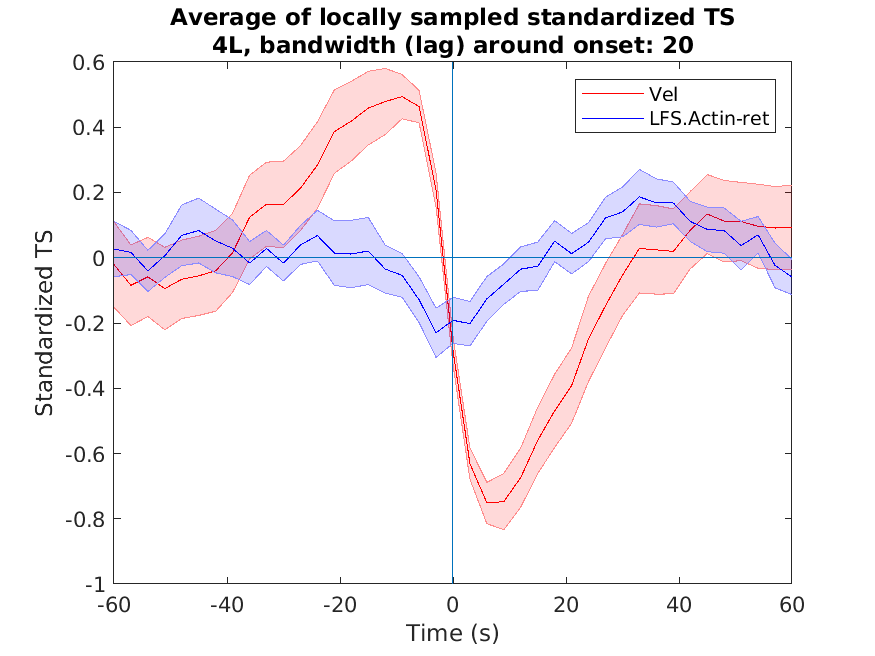 Average of locally sampled standardized TS
4L, bandwidth (lag) around onset: 20
Vel
LFS.Actin-ret
Standardized TS
0.6
0.4
0.2
0
-0.2
-0.4
-0.6
-0.8
-1
-60
-40
-20
0
20
40
60
Time (s)